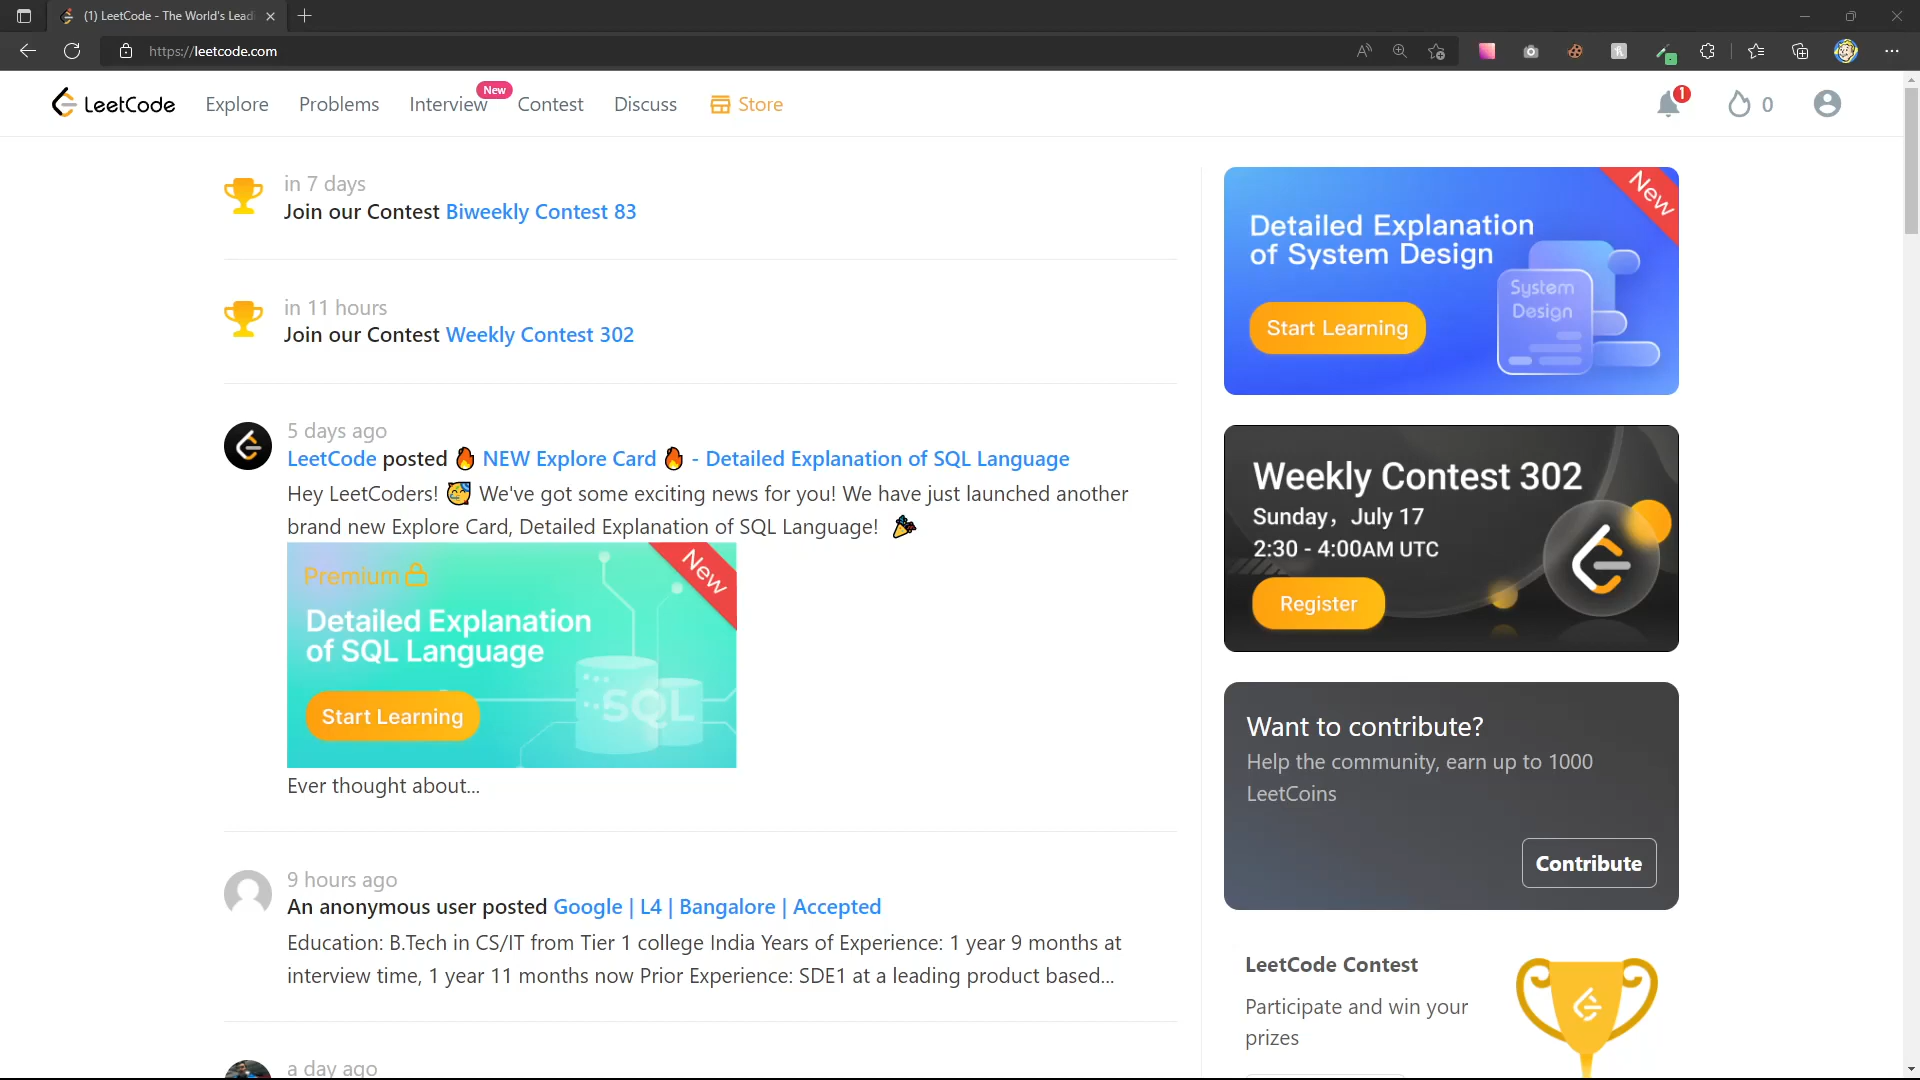 (1) LeetCode - The World's Leadi
https://leetcode.com
LeetCode
Explore
Problems
Interview
New
Contest
Discuss
Store
1
0
in 7 days
Join our Contest Biweekly Contest 83
in 11 hours
Join our Contest Weekly Contest 302
5 days ago
LeetCode posted 🔥 NEW Explore Card 🔥 - Detailed Explanation of SQL Language
Hey LeetCoders! 🥳 We've got some exciting news for you! We have just launched another
brand new Explore Card, Detailed Explanation of SQL Language! 🎉
Premium
New
Detailed Explanation
of SQL Language
Start Learning
SQL
Ever thought about...
9 hours ago
An anonymous user posted Google | L4 | Bangalore | Accepted
Education: B.Tech in CS/IT from Tier 1 college India Years of Experience: 1 year 9 months at
interview time, 1 year 11 months now Prior Experience: SDE1 at a leading product based...
a day ago
New
Detailed Explanation
of System Design
Start Learning
System
Design
Weekly Contest 302
Sunday, July 17
2:30 - 4:00AM UTC
Register
Want to contribute?
Help the community, earn up to 1000
LeetCoins
Contribute
LeetCode Contest
Participate and win your
prizes